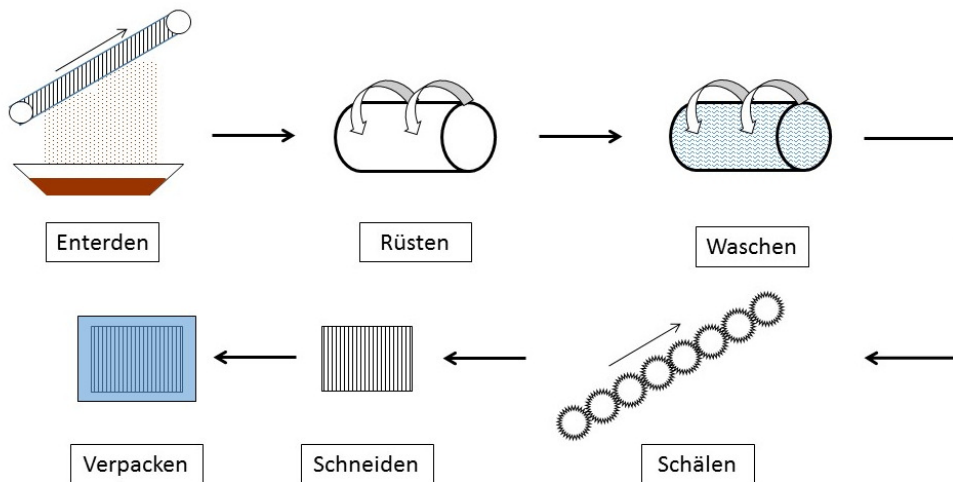 Enterden
Rüsten
Waschen
Verpacken
Schneiden
Schälen